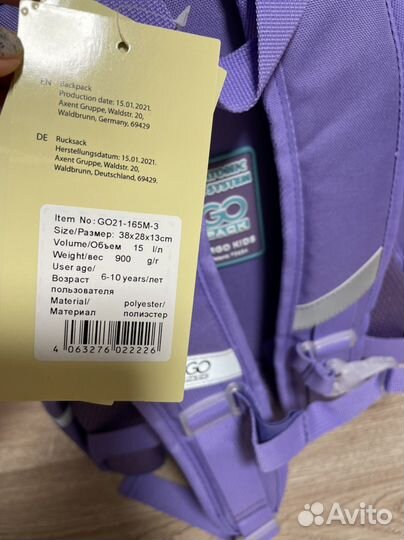 EN Backpack
Production date: 15.01.2021.
Axent Gruppe, Waldstr. 20,
Waldbrunn, Germany, 69429
DE Rucksack
Herstellungsdatum: 15.01.2021.
Axent Gruppe, Waldstr. 20,
Waldbrunn, Deutschland, 69429.
Item No: GO21-165M-3
Size/Размер: 38x28x13cm
Volume/Объем 15 l/л
Weight/вес 900 g/г
User age/
Возраст 6-10 years/лет
пользователя
Material/ polyester/
Материал полиэстер
4 063276 022226
GO
PACK
GO
Avito